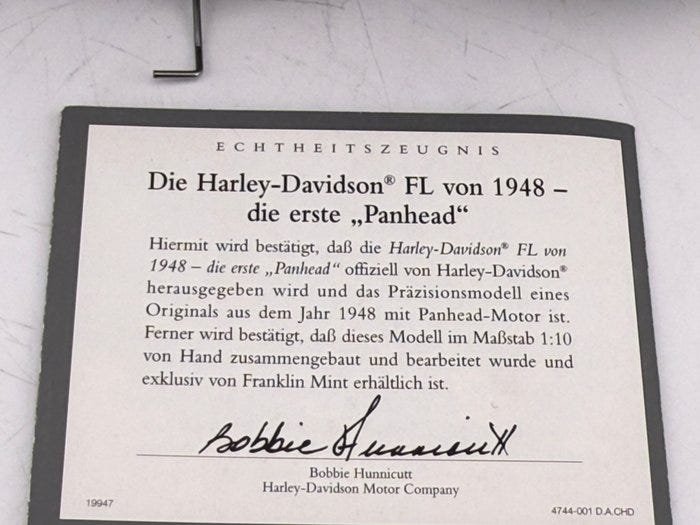 ECHTHEITSZEUGNIS
Die Harley-Davidson® FL von 1948 –
die erste „Panhead“
Hiermit wird bestätigt, daß die Harley-Davidson® FL von
1948 – die erste „Panhead“ offiziell von Harley-Davidson®
herausgegeben wird und das Präzisionsmodell eines
Originals aus dem Jahr 1948 mit Panhead-Motor ist.
Ferner wird bestätigt, daß dieses Modell im Maßstab 1:10
von Hand zusammengebaut und bearbeitet wurde und
exklusiv von Franklin Mint erhältlich ist.
Bobbie Hunnicutt
Bobbie Hunnicutt
Harley-Davidson Motor Company
19947
4744-001 D.A.CHD